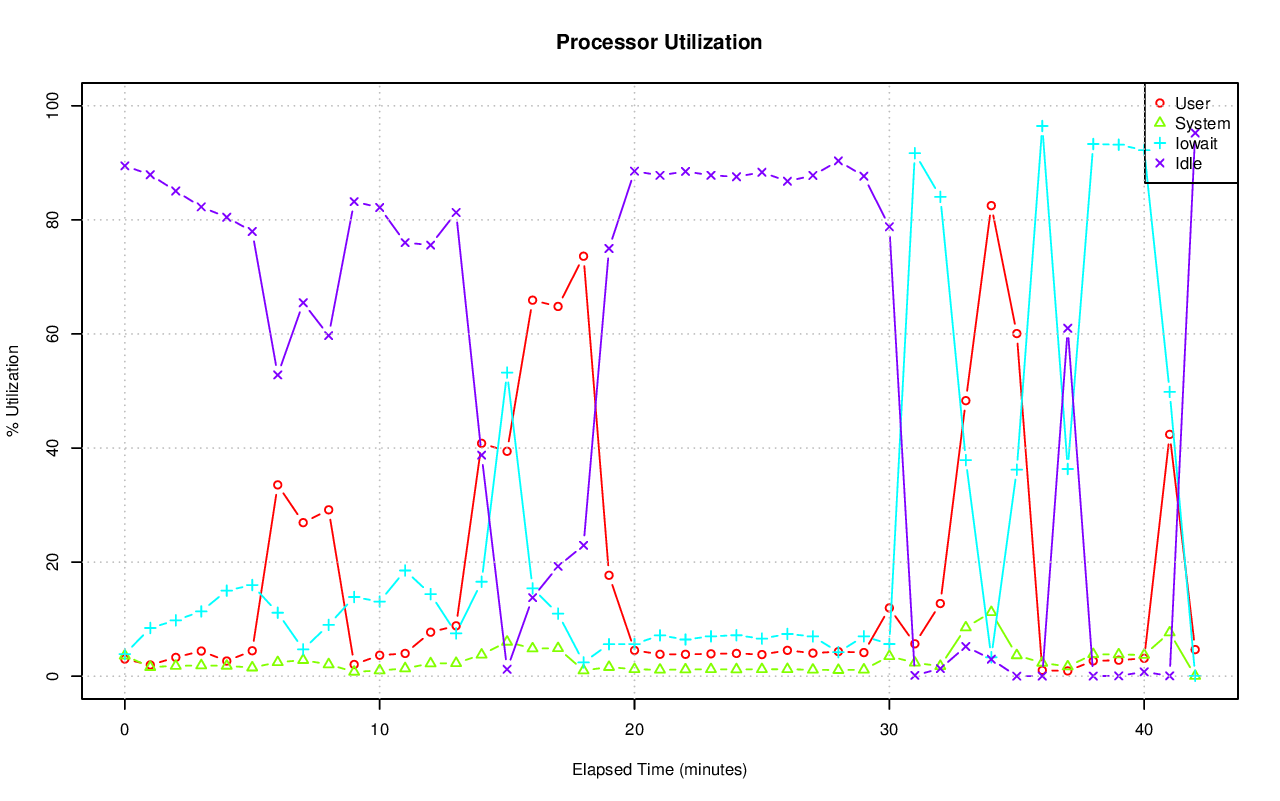 Processor Utilization
100
80
60
40
20
0
% Utilization
User
System
Iowait
Idle
0 10 20 30 40
Elapsed Time (minutes)